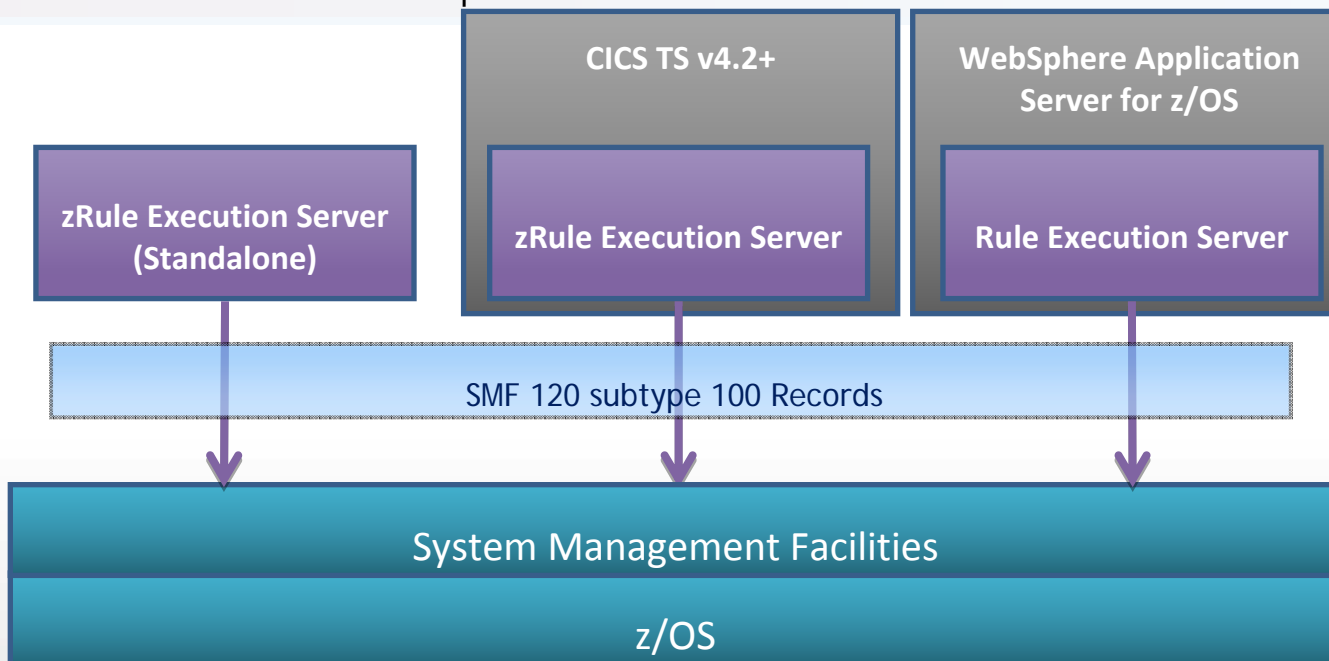 CICS TS v4.2+
WebSphere Application
Server for z/OS
zRule Execution Server
(Standalone)
zRule Execution Server
Rule Execution Server
SMF 120 subtype 100 Records
System Management Facilities
z/OS